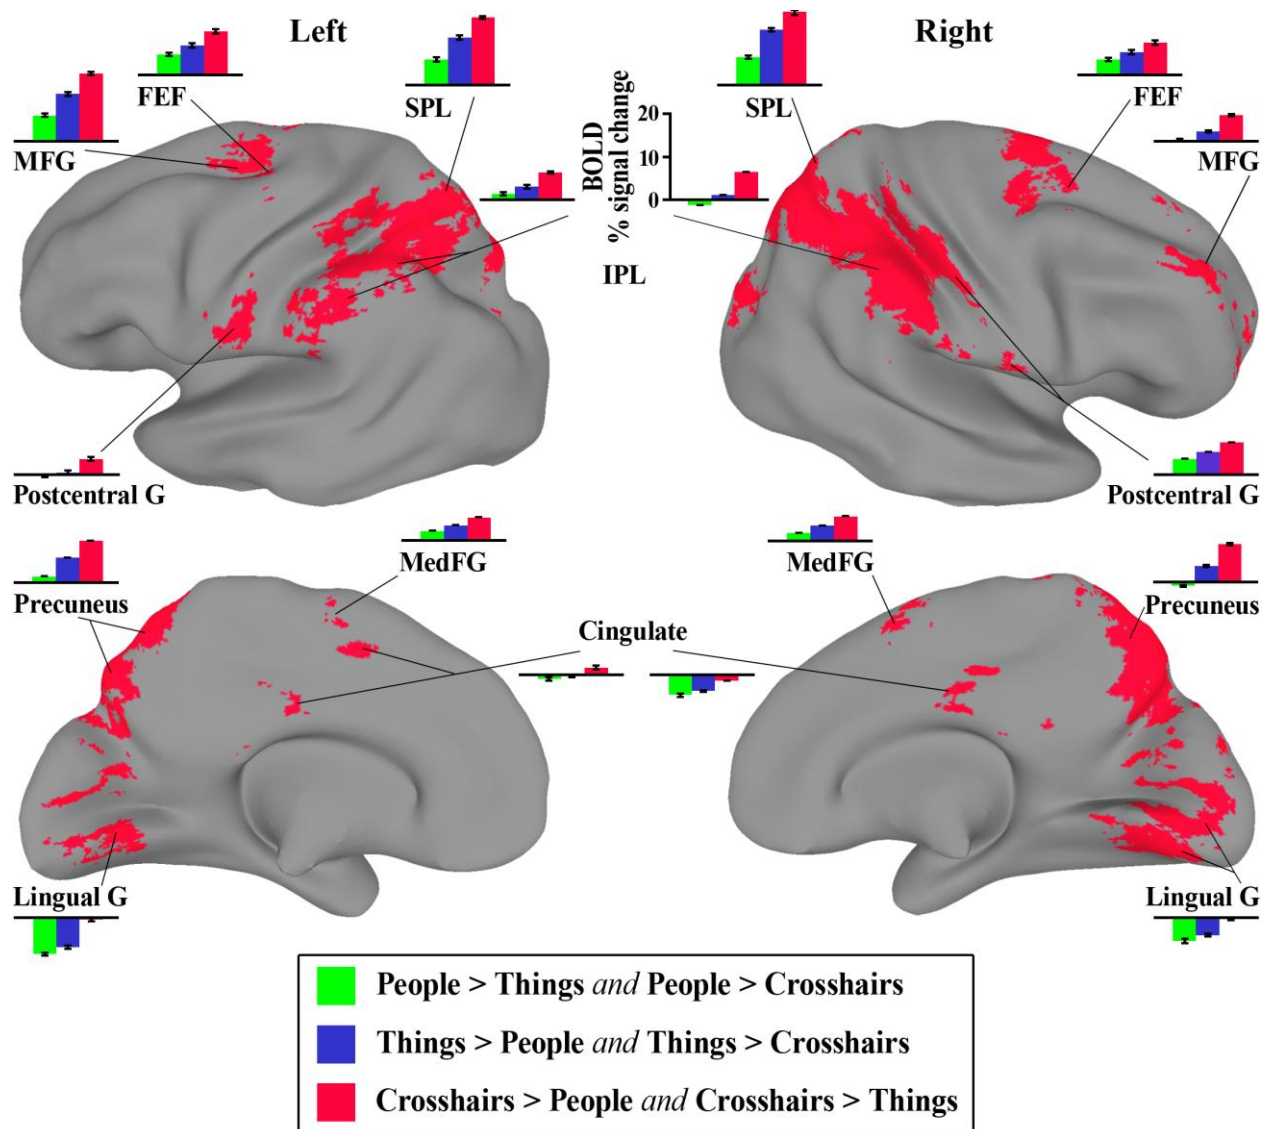 Left
Right
FEF
SPL
SPL
FEF
MFG
MFG
20
10
0
BOLD
% signal change
IPL
Postcentral G
Postcentral G
MedFG
MedFG
Precuneus
Precuneus
Cingulate
Lingual G
Lingual G
People > Things and People > Crosshairs
Things > People and Things > Crosshairs
Crosshairs > People and Crosshairs > Things